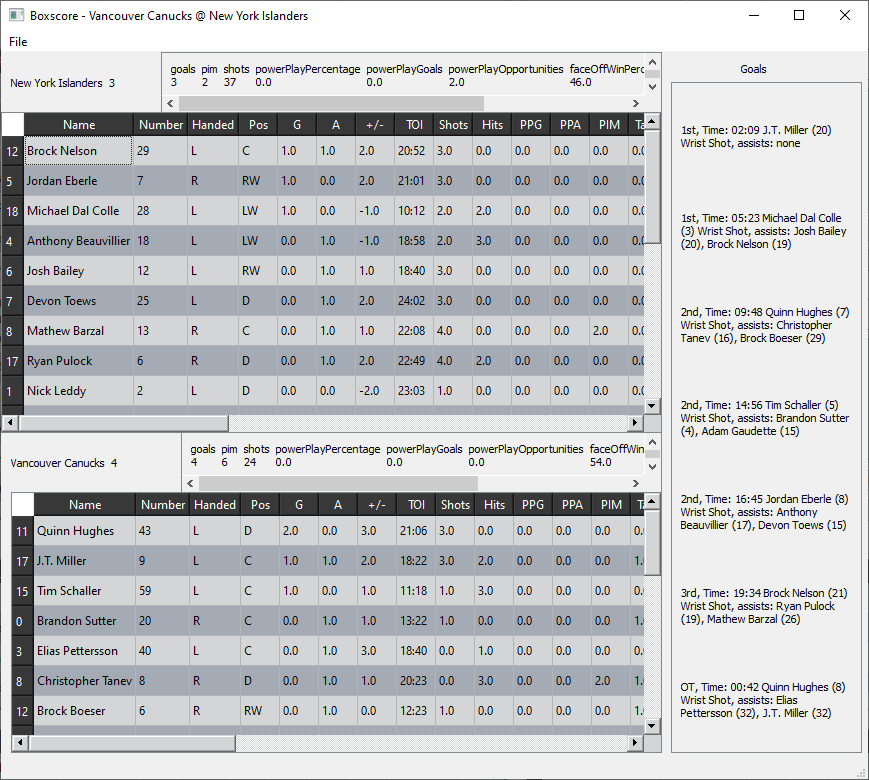 Boxscore - Vancouver Canucks @ New York Islanders
File
New York Islanders 3
goals pim shots powerPlayPercentage powerPlayGoals powerPlayOpportunities faceOffWinPerc
3 2 37 0.0 0.0 2.0 46.0
Name Number Handed Pos G A +/- TOI Shots Hits PPG PPA PIM Ta
12 Brock Nelson 29 L C 1.0 1.0 2.0 20:52 3.0 0.0 0.0 0.0 0.0 0.0
5 Jordan Eberle 7 R RW 1.0 0.0 2.0 21:01 3.0 0.0 0.0 0.0 0.0 0.0
18 Michael Dal Colle 28 L LW 1.0 0.0 -1.0 10:12 2.0 2.0 0.0 0.0 0.0 0.0
4 Anthony Beauvillier 18 L LW 0.0 1.0 -1.0 18:58 2.0 3.0 0.0 0.0 0.0 0.0
6 Josh Bailey 12 L RW 0.0 1.0 1.0 18:40 3.0 0.0 0.0 0.0 0.0 0.0
7 Devon Toews 25 L D 0.0 1.0 2.0 24:02 3.0 0.0 0.0 0.0 0.0 0.0
8 Mathew Barzal 13 R C 0.0 1.0 1.0 22:08 4.0 0.0 0.0 0.0 2.0 0.0
17 Ryan Pulock 6 R D 0.0 1.0 2.0 22:49 4.0 2.0 0.0 0.0 0.0 0.0
1 Nick Leddy 2 L D 0.0 0.0 -2.0 23:03 1.0 0.0 0.0 0.0 0.0 0.0
Vancouver Canucks 4
goals pim shots powerPlayPercentage powerPlayGoals powerPlayOpportunities faceOffWin
4 6 24 0.0 0.0 0.0 54.0
Name Number Handed Pos G A +/- TOI Shots Hits PPG PPA PIM Ta
11 Quinn Hughes 43 L D 2.0 0.0 3.0 21:06 3.0 0.0 0.0 0.0 0.0 0.
17 J.T. Miller 9 L C 1.0 1.0 2.0 18:22 3.0 2.0 0.0 0.0 0.0 1.
15 Tim Schaller 59 L C 1.0 0.0 1.0 11:18 1.0 3.0 0.0 0.0 0.0 0.
0 Brandon Sutter 20 R C 0.0 1.0 1.0 13:22 1.0 0.0 0.0 0.0 0.0 1.
3 Elias Pettersson 40 L C 0.0 1.0 3.0 18:40 0.0 1.0 0.0 0.0 0.0 0.
8 Christopher Tanev 8 R D 0.0 1.0 1.0 20:23 0.0 3.0 0.0 0.0 2.0 0.
12 Brock Boeser 6 R RW 0.0 1.0 0.0 12:23 1.0 0.0 0.0 0.0 0.0 1.
Goals
1st, Time: 02:09 J.T. Miller (20)
Wrist Shot, assists: none
1st, Time: 05:23 Michael Dal Colle
(3) Wrist Shot, assists: Josh Bailey
(20), Brock Nelson (19)
2nd, Time: 09:48 Quinn Hughes (7)
Wrist Shot, assists: Christopher
Tanev (16), Brock Boeser (29)
2nd, Time: 14:56 Tim Schaller (5)
Wrist Shot, assists: Brandon Sutter
(4), Adam Gaudette (15)
2nd, Time: 16:45 Jordan Eberle (8)
Wrist Shot, assists: Anthony
Beauvillier (17), Devon Toews (15)
3rd, Time: 19:34 Brock Nelson (21)
Wrist Shot, assists: Ryan Pulock
(19), Mathew Barzal (26)
OT, Time: 00:42 Quinn Hughes (8)
Wrist Shot, assists: Elias
Pettersson (32), J.T. Miller (32)